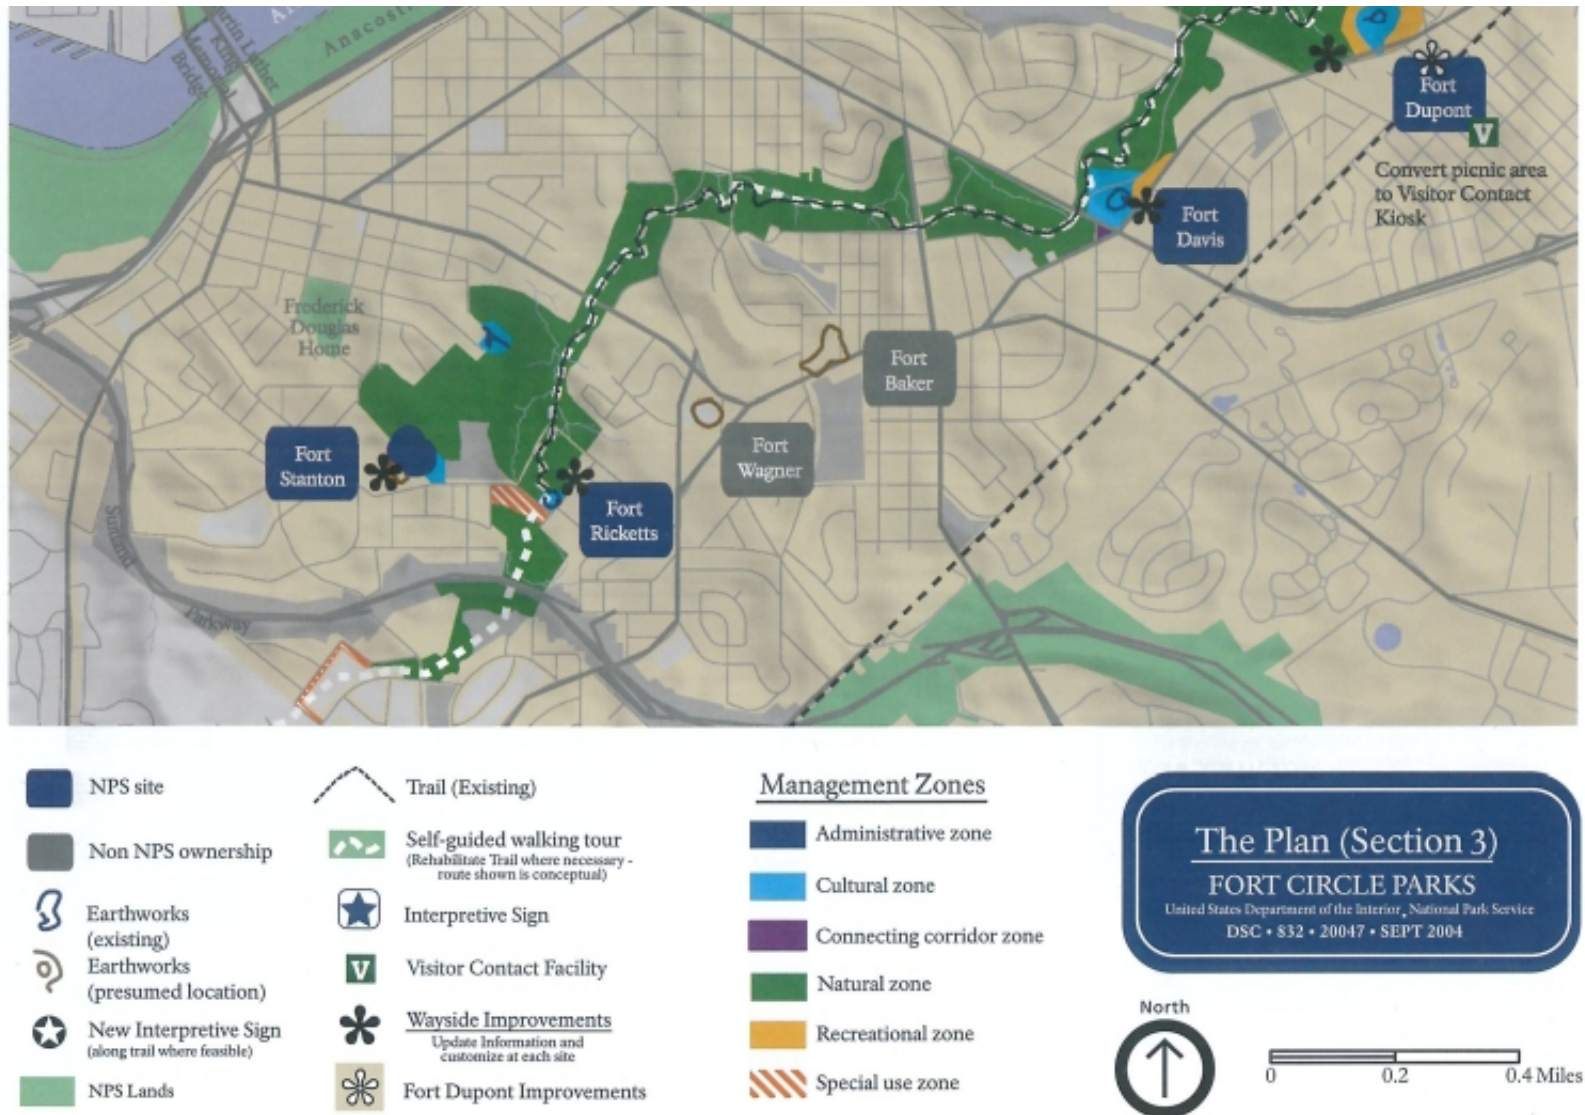 Anacost
Martin Luther
King
Memorial
Bridge
Fort
Dupont
V
Convert picnic area
to Visitor Contact
Kiosk
Fort
Davis
Frederick
Douglas
Home
Fort
Baker
Fort
Stanton
Fort
Wagner
Fort
Ricketts
Suitland
Parkway
NPS site
Non NPS ownership
Earthworks
(existing)
Earthworks
(presumed location)
New Interpretive Sign
(along trail where feasible)
NPS Lands
Trail (Existing)
Self-guided walking tour
(Rehabilitate Trail where necessary -
route shown is conceptual)
Interpretive Sign
V
Visitor Contact Facility
Wayside Improvements
Update Information and
customize at each site
Fort Dupont Improvements
Management Zones
Administrative zone
Cultural zone
Connecting corridor zone
Natural zone
Recreational zone
Special use zone
The Plan (Section 3)
FORT CIRCLE PARKS
United States Department of the Interior, National Park Service
DSC • 832 • 20047 • SEPT 2004
North
0 0.2 0.4 Miles